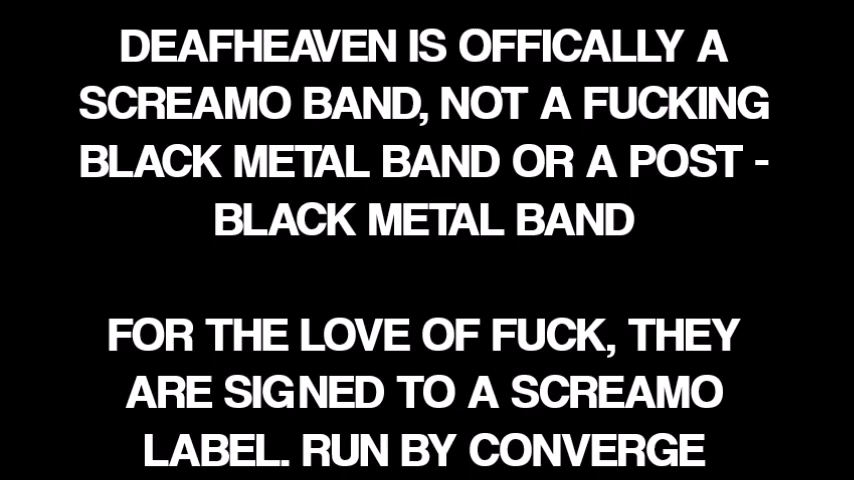 DEAFHEAVEN IS OFFICALLY A
SCREAMO BAND, NOT A FUCKING
BLACK METAL BAND OR A POST -
BLACK METAL BAND
FOR THE LOVE OF FUCK, THEY
ARE SIGNED TO A SCREAMO
LABEL. RUN BY CONVERGE